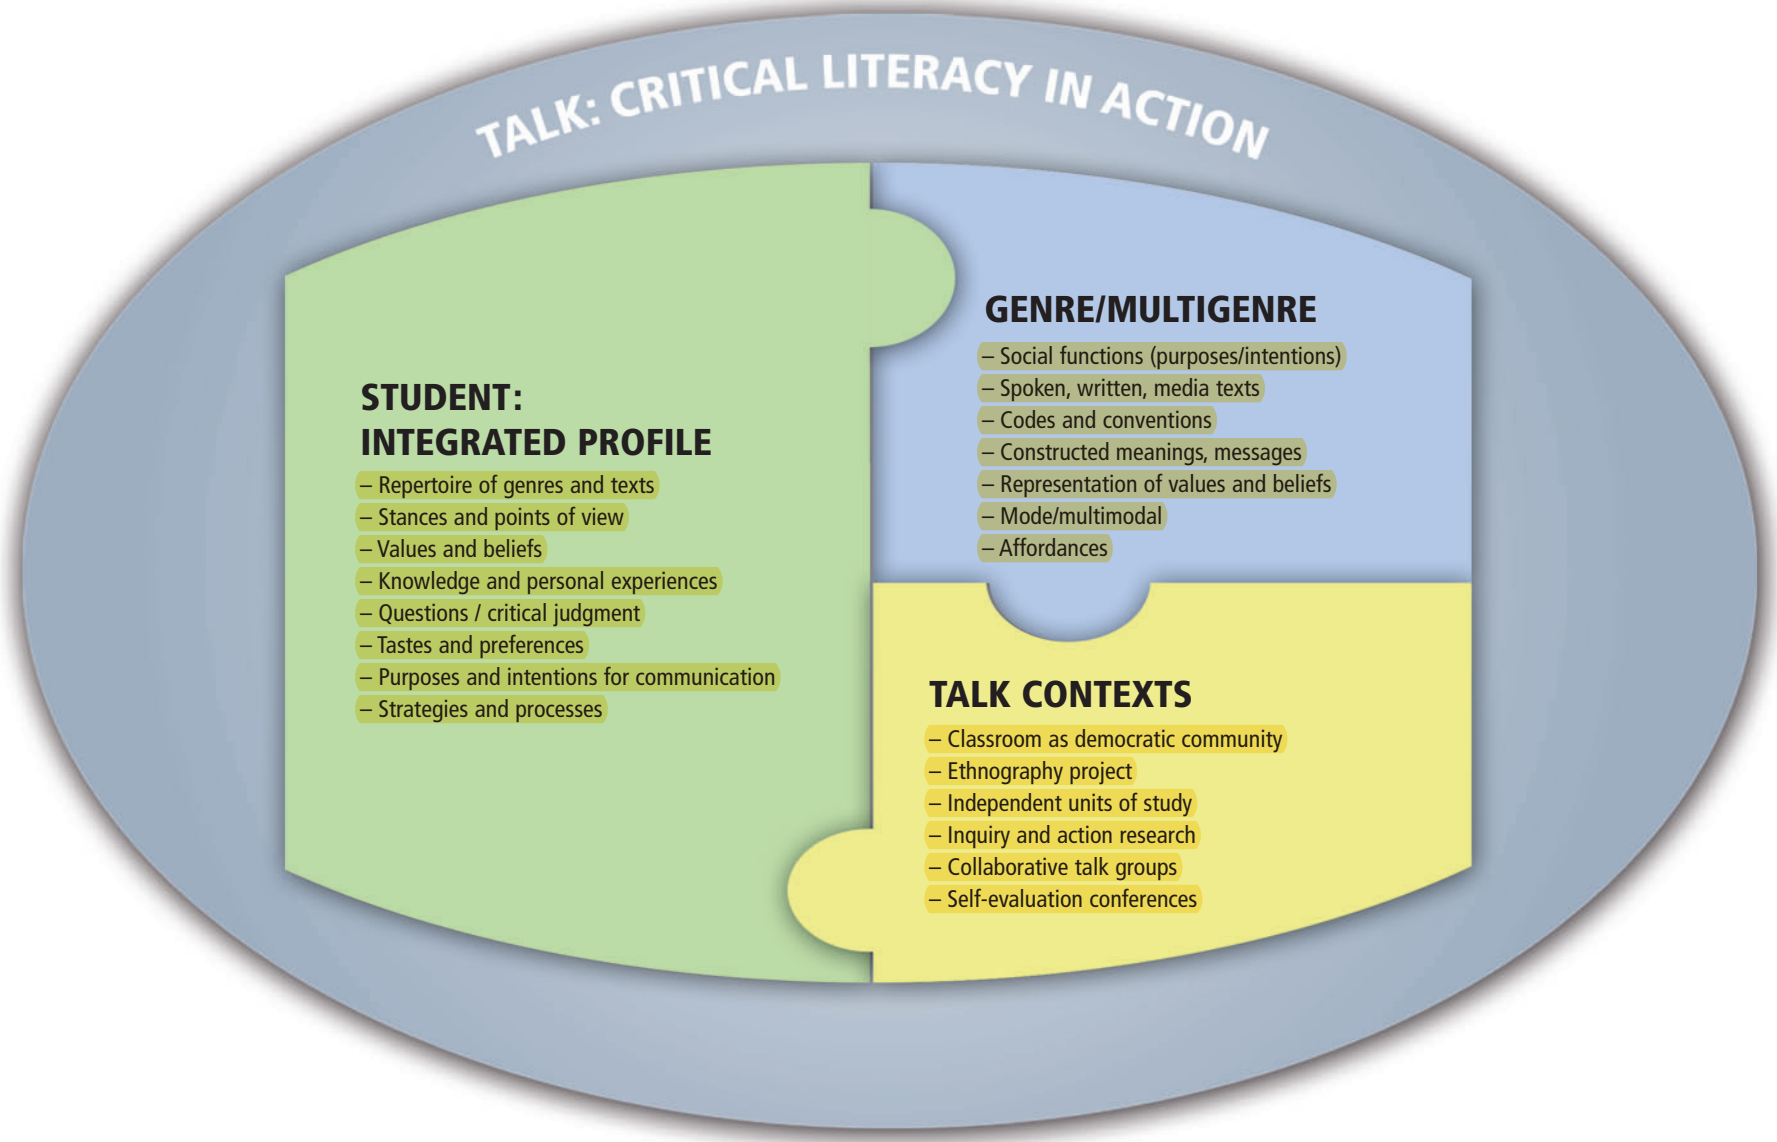 TALK: CRITICAL LITERACY IN ACTION
STUDENT:
INTEGRATED PROFILE
– Repertoire of genres and texts
– Stances and points of view
– Values and beliefs
– Knowledge and personal experiences
– Questions / critical judgment
– Tastes and preferences
– Purposes and intentions for communication
– Strategies and processes
GENRE/MULTIGENRE
– Social functions (purposes/intentions)
– Spoken, written, media texts
– Codes and conventions
– Constructed meanings, messages
– Representation of values and beliefs
– Mode/multimodal
– Affordances
TALK CONTEXTS
– Classroom as democratic community
– Ethnography project
– Independent units of study
– Inquiry and action research
– Collaborative talk groups
– Self-evaluation conferences